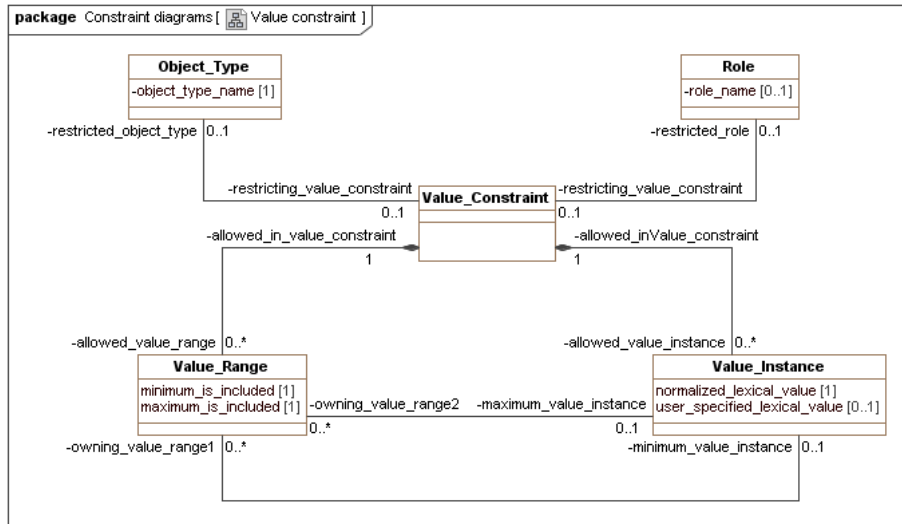 package Constraint diagrams [ Value constraint ]
Object_Type
-object_type_name [1]
Role
-role_name [0..1]
-restricted_object_type 0..1
-restricted_role 0..1
-restricting_value_constraint
0..1
Value_Constraint
-restricting_value_constraint
0..1
-allowed_in_value_constraint
1
-allowed_inValue_constraint
1
-allowed_value_range 0..*
-allowed_value_instance 0..*
Value_Range
minimum_is_included [1]
maximum_is_included [1]
Value_Instance
normalized_lexical_value [1]
user_specified_lexical_value [0..1]
-owning_value_range2
0..*
-maximum_value_instance
0..1
-owning_value_range1 0..*
-minimum_value_instance 0..1